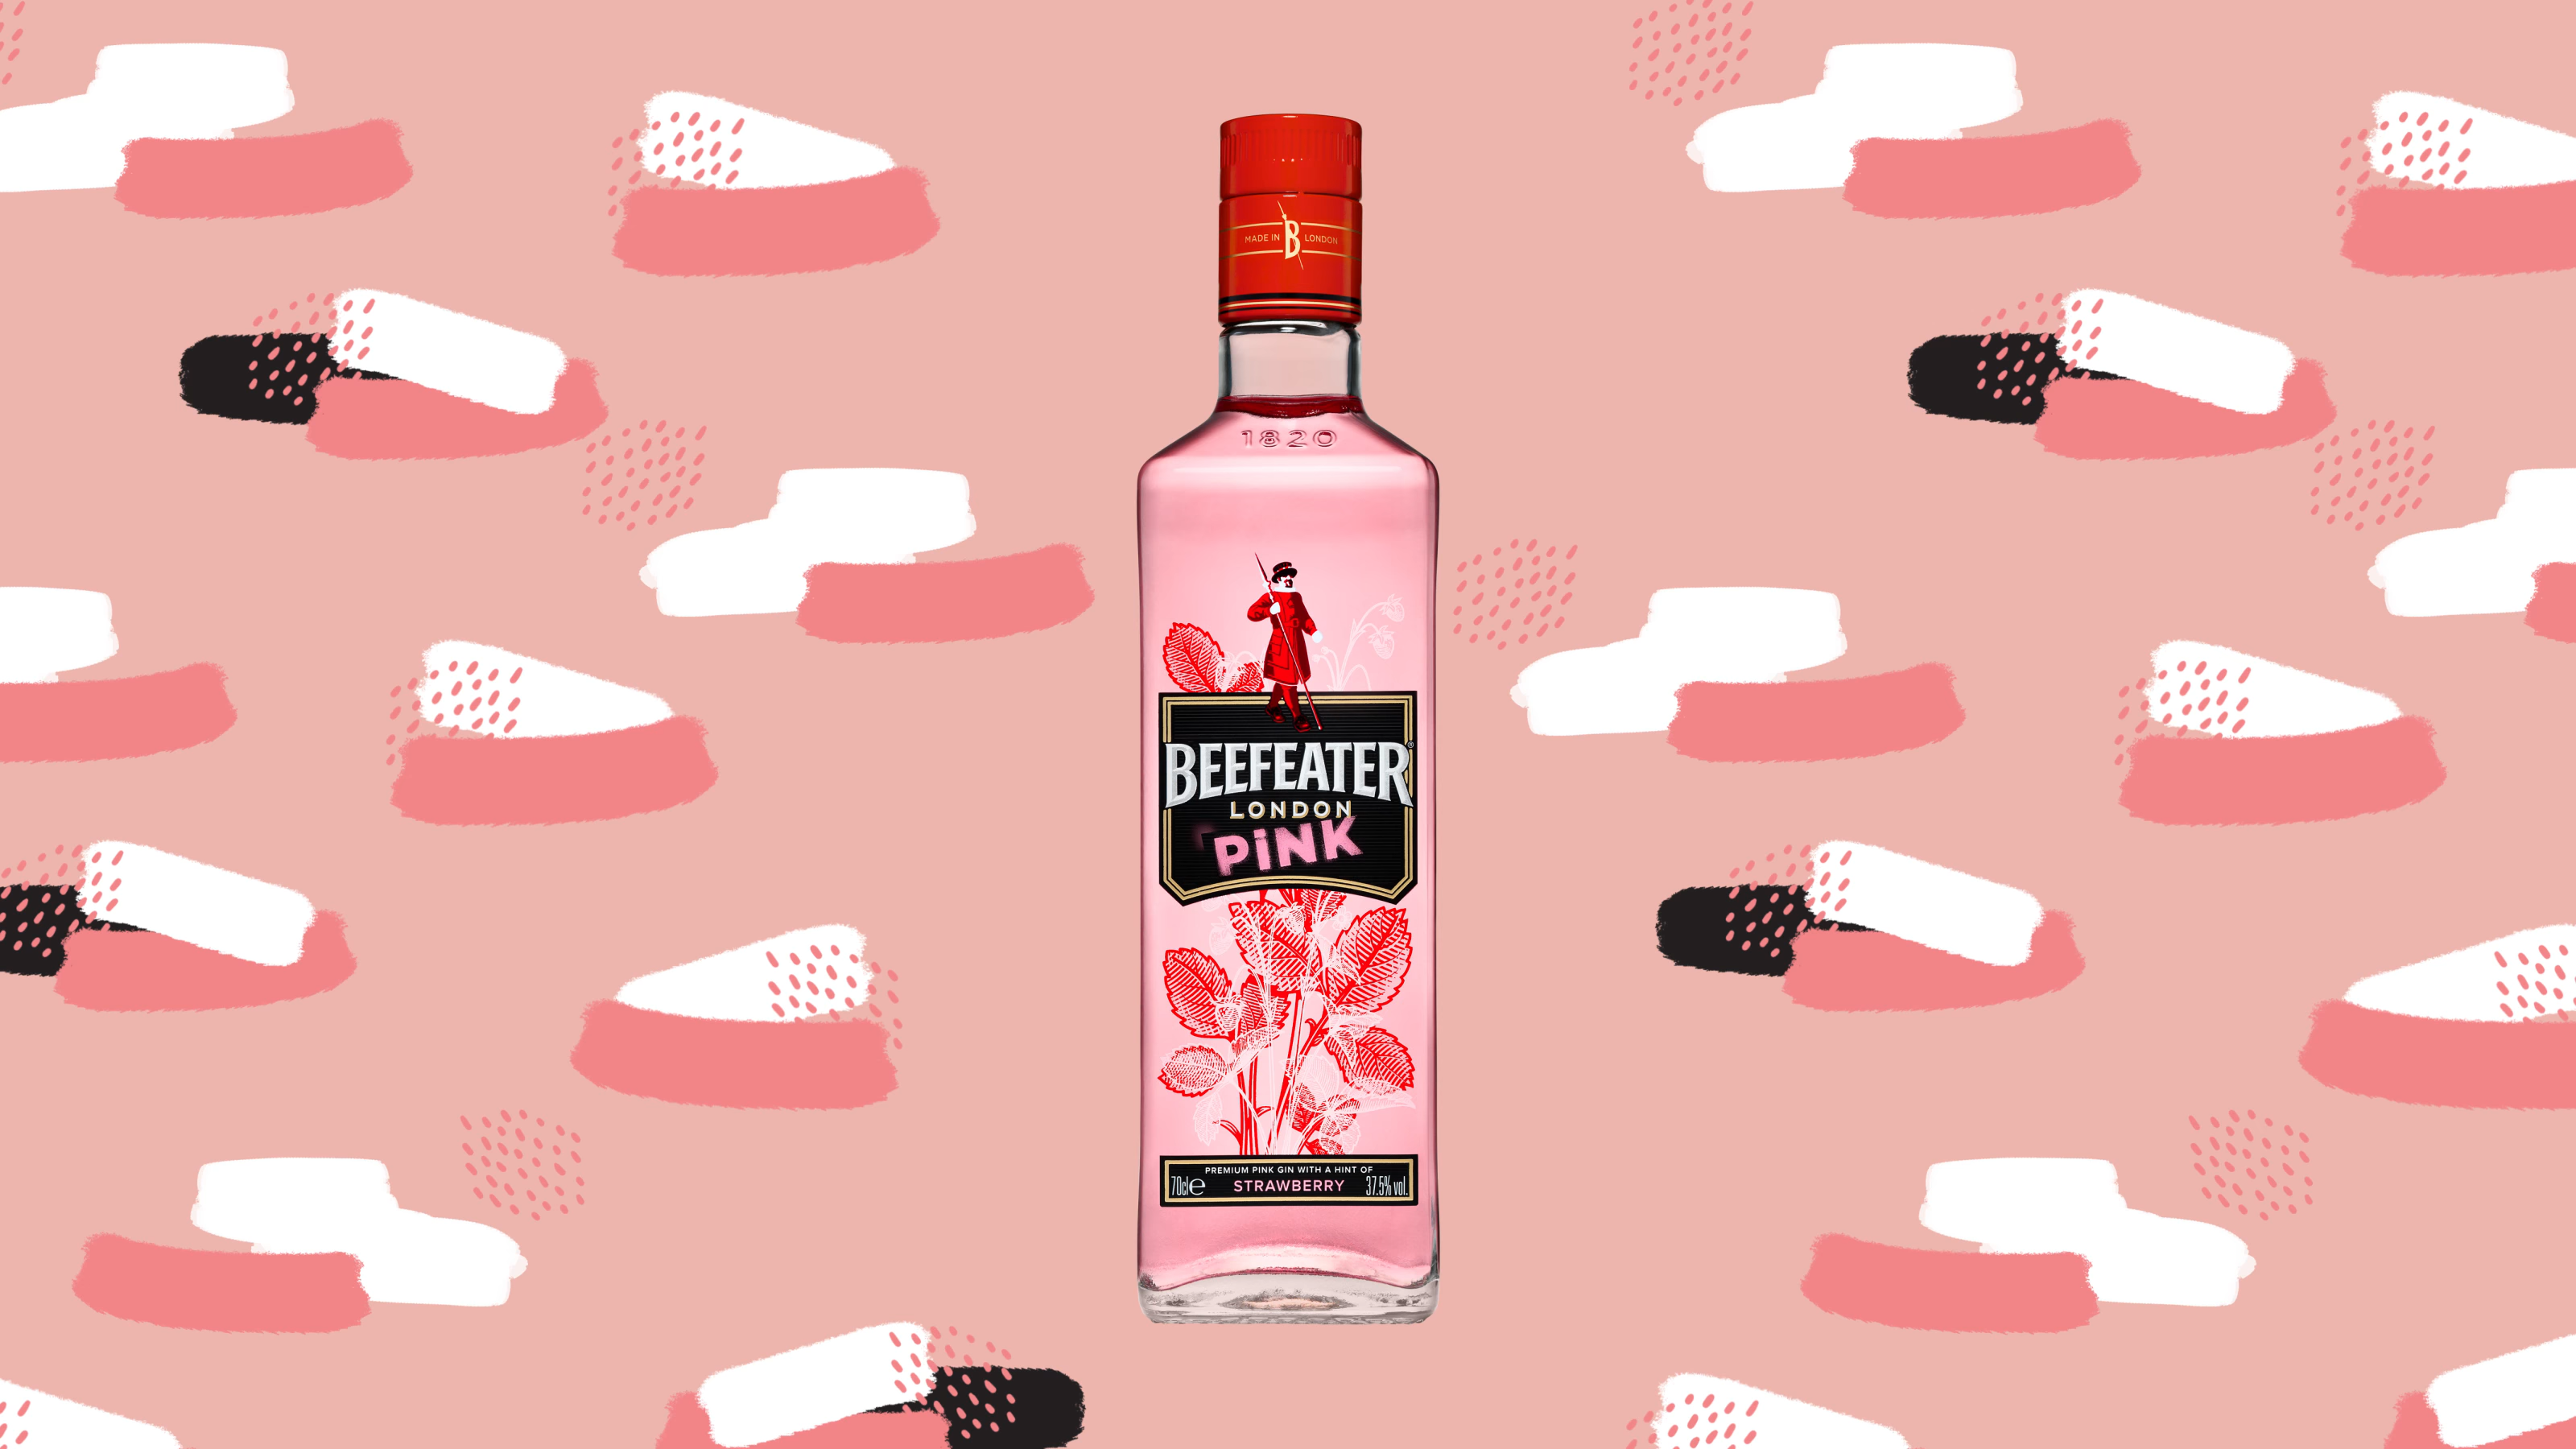 MADE IN B LONDON
1820
BEEFEATER®
LONDON
PINK
PREMIUM PINK GIN WITH A HINT OF
70cl e STRAWBERRY 37.5% vol.